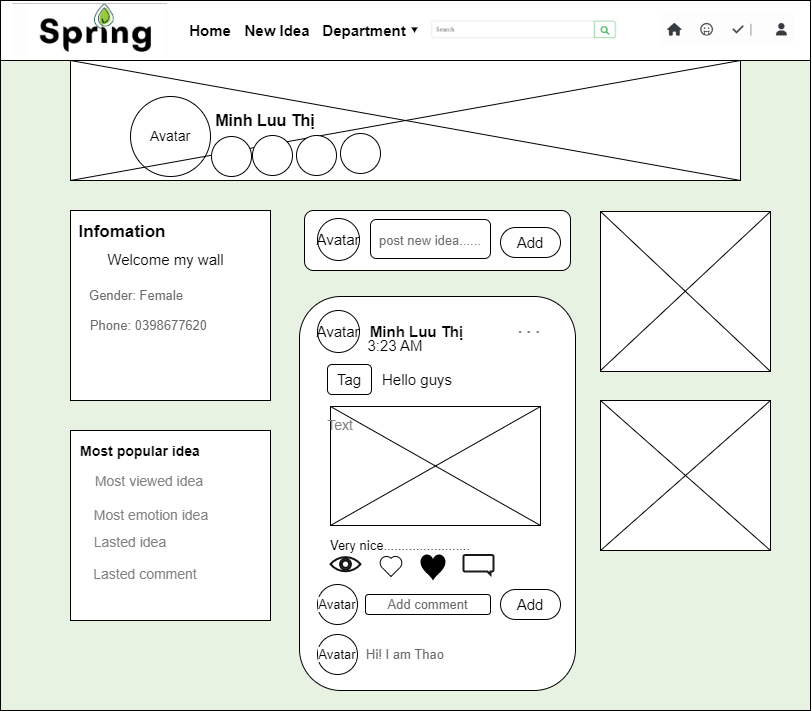 Spring
Home New Idea Department
Search
Minh Luu Thị
Avatar
Infomation
Welcome my wall
Gender: Female
Phone: 0398677620
Most popular idea
Most viewed idea
Most emotion idea
Lasted idea
Lasted comment
Avatar post new idea...... Add
Avatar Minh Luu Thị ...
3:23 AM
Tag Hello guys
Text
Very nice........................
Avatar Add comment Add
Avatar Hi! I am Thao